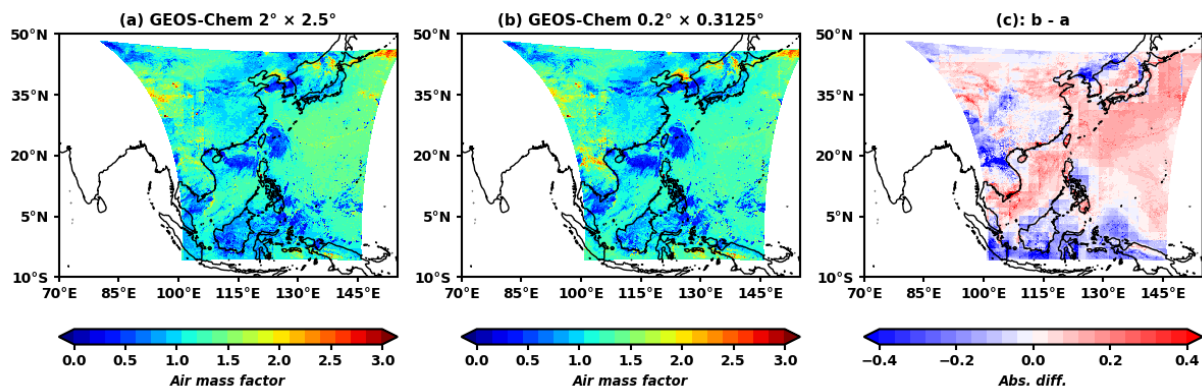 (a) GEOS-Chem 2° × 2.5°
(b) GEOS-Chem 0.2° × 0.3125°
(c): b - a
50°N
35°N
20°N
5°N
10°S
70°E 85°E 100°E 115°E 130°E 145°E
50°N
35°N
20°N
5°N
10°S
70°E 85°E 100°E 115°E 130°E 145°E
50°N
35°N
20°N
5°N
10°S
70°E 85°E 100°E 115°E 130°E 145°E
0.0 0.5 1.0 1.5 2.0 2.5 3.0
Air mass factor
0.0 0.5 1.0 1.5 2.0 2.5 3.0
Air mass factor
−0.4 −0.2 0.0 0.2 0.4
Abs. diff.